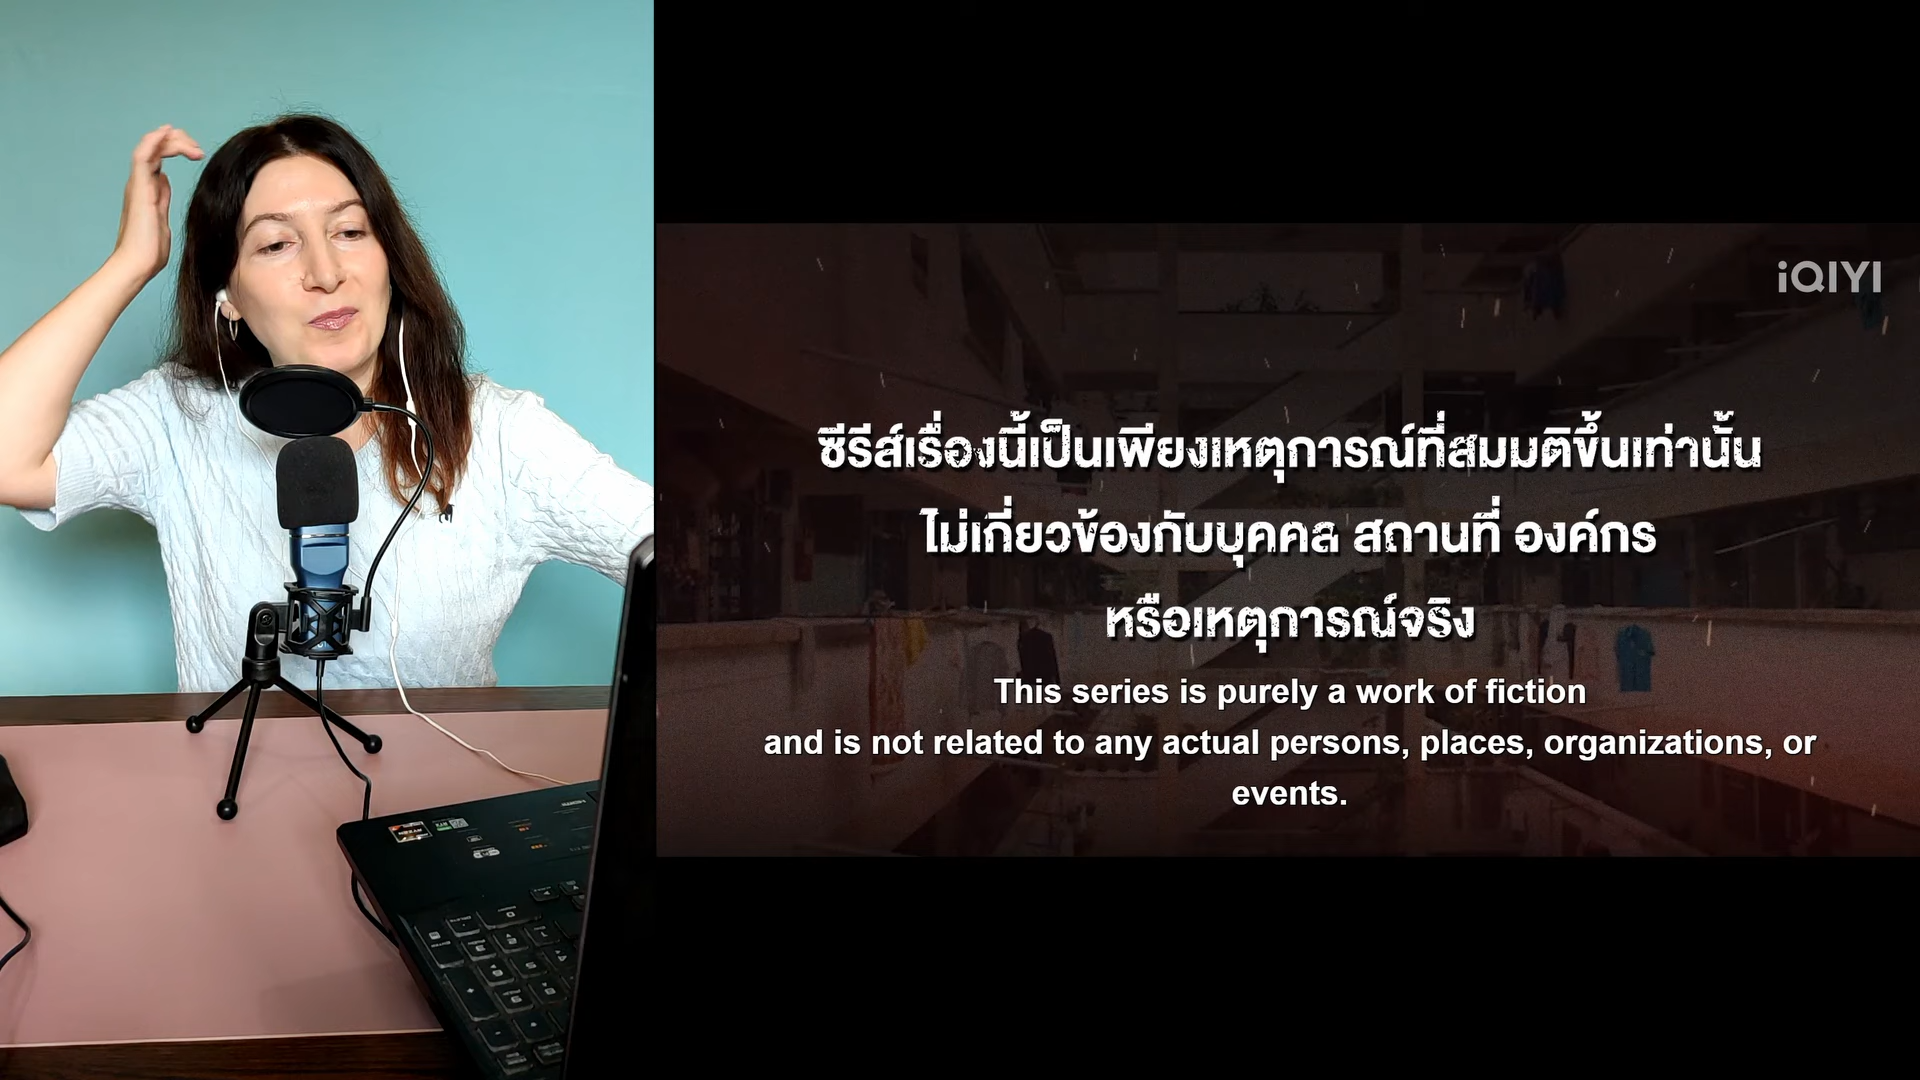 iQIYI
ซีรีส์เรื่องนี้เป็นเพียงเหตุการณ์ที่สมมติขึ้นเท่านั้น
ไม่เกี่ยวข้องกับบุคคล สถานที่ องค์กร
หรือเหตุการณ์จริง
This series is purely a work of fiction
and is not related to any actual persons, places, organizations, or
events.